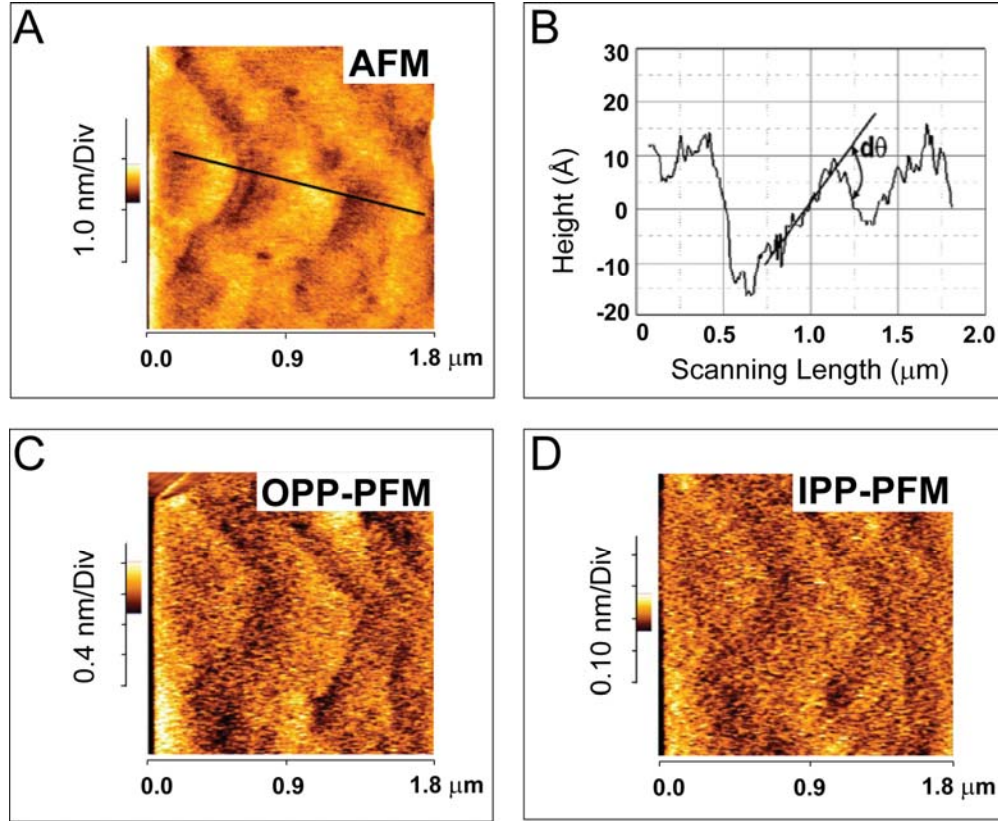 A
AFM
1.0 nm/Div
0.0 0.9 1.8 μm
B
Height (Å)
30
20
10
0
-10
-20
dθ
0 0.5 1.0 1.5 2.0
Scanning Length (μm)
C
OPP-PFM
0.4 nm/Div
0.0 0.9 1.8 μm
D
IPP-PFM
0.10 nm/Div
0.0 0.9 1.8 μm